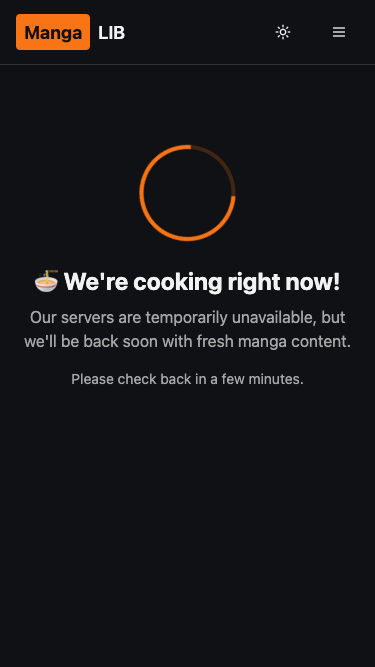 Manga LIB
🍜 We're cooking right now!
Our servers are temporarily unavailable, but
we'll be back soon with fresh manga content.
Please check back in a few minutes.